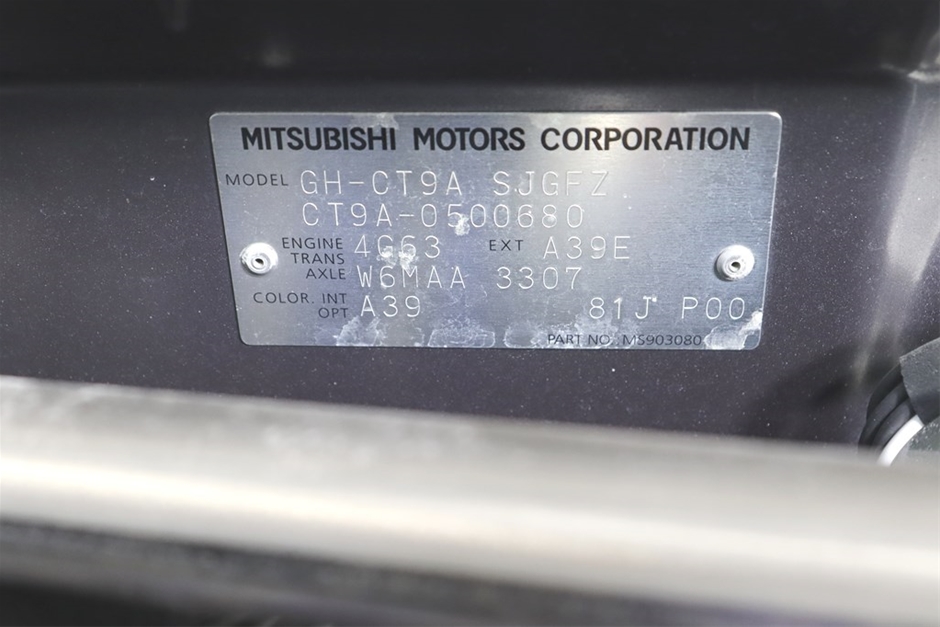 MITSUBISHI MOTORS CORPORATION
MODEL GH-CT9A SJGFZ
CT9A-0500680
ENGINE 4G63 EXT A39E
TRANS
AXLE W6MAA 3307
COLOR. INT
OPT A39 81J P00
PART NO. MS903080